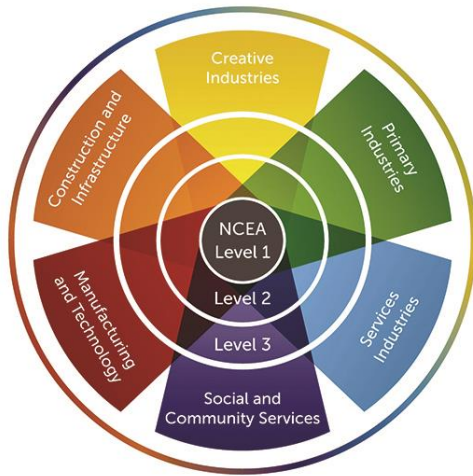 Creative
Industries
Construction and
Infrastructure
Primary
Industries
NCEA
Level 1
Level 2
Level 3
Manufacturing
and Technology
Services
Industries
Social and
Community Services